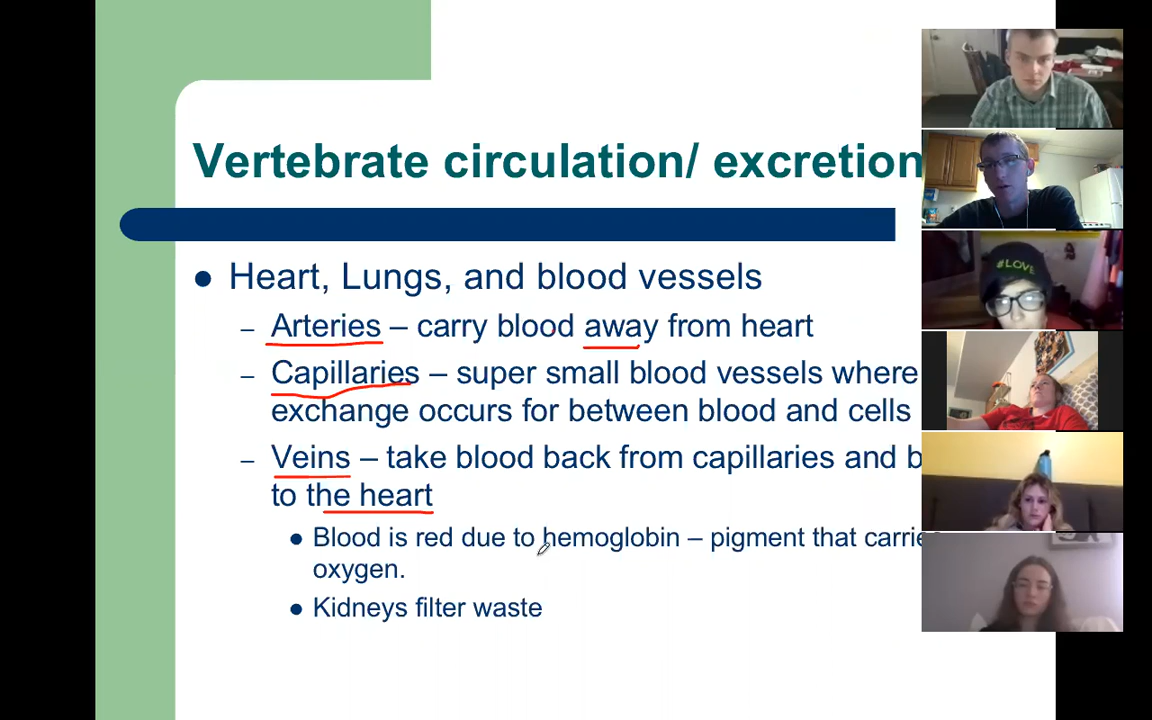 Vertebrate circulation/ excretion
● Heart, Lungs, and blood vessels
– Arteries – carry blood away from heart
– Capillaries – super small blood vessels where
exchange occurs for between blood and cells
– Veins – take blood back from capillaries and
to the heart
● Blood is red due to hemoglobin – pigment that
oxygen.
● Kidneys filter waste
#LOVE